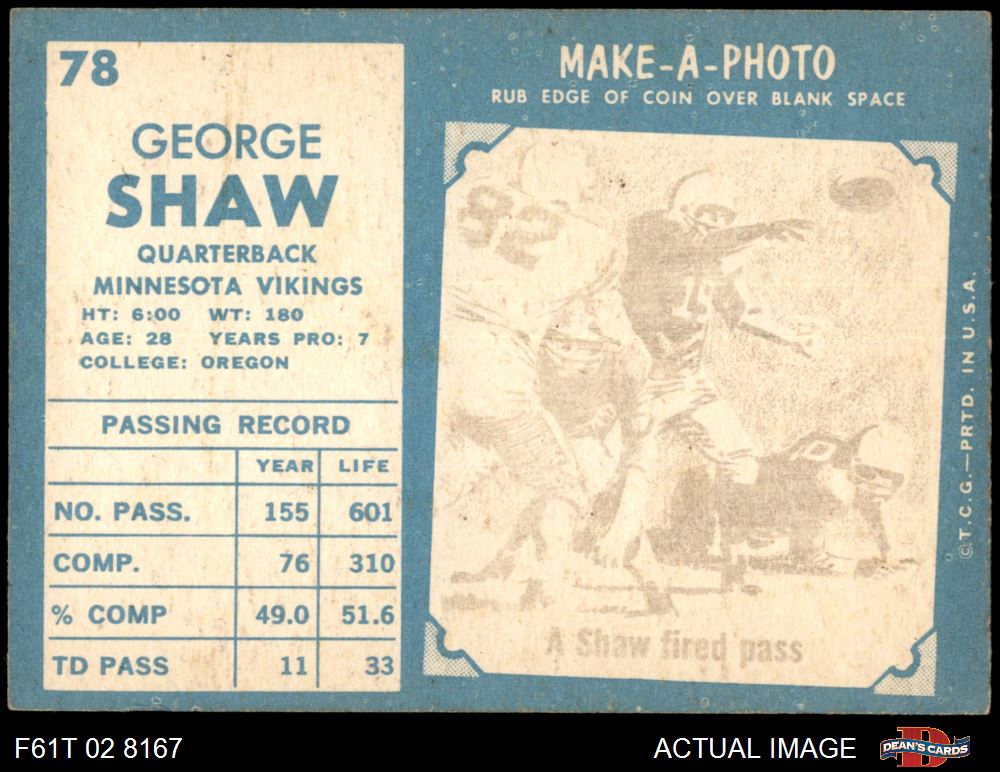 78
GEORGE
SHAW
QUARTERBACK
MINNESOTA VIKINGS
HT: 6:00 WT: 180
AGE: 28 YEARS PRO: 7
COLLEGE: OREGON
PASSING RECORD
YEAR LIFE
NO. PASS. 155 601
COMP. 76 310
% COMP 49.0 51.6
TD PASS 11 33
MAKE-A-PHOTO
RUB EDGE OF COIN OVER BLANK SPACE
82
15
A Shaw fired pass
© T.C.G.—PRTD. IN U.S.A.
F61T 02 8167
ACTUAL IMAGE
D
DEAN'S CARDS